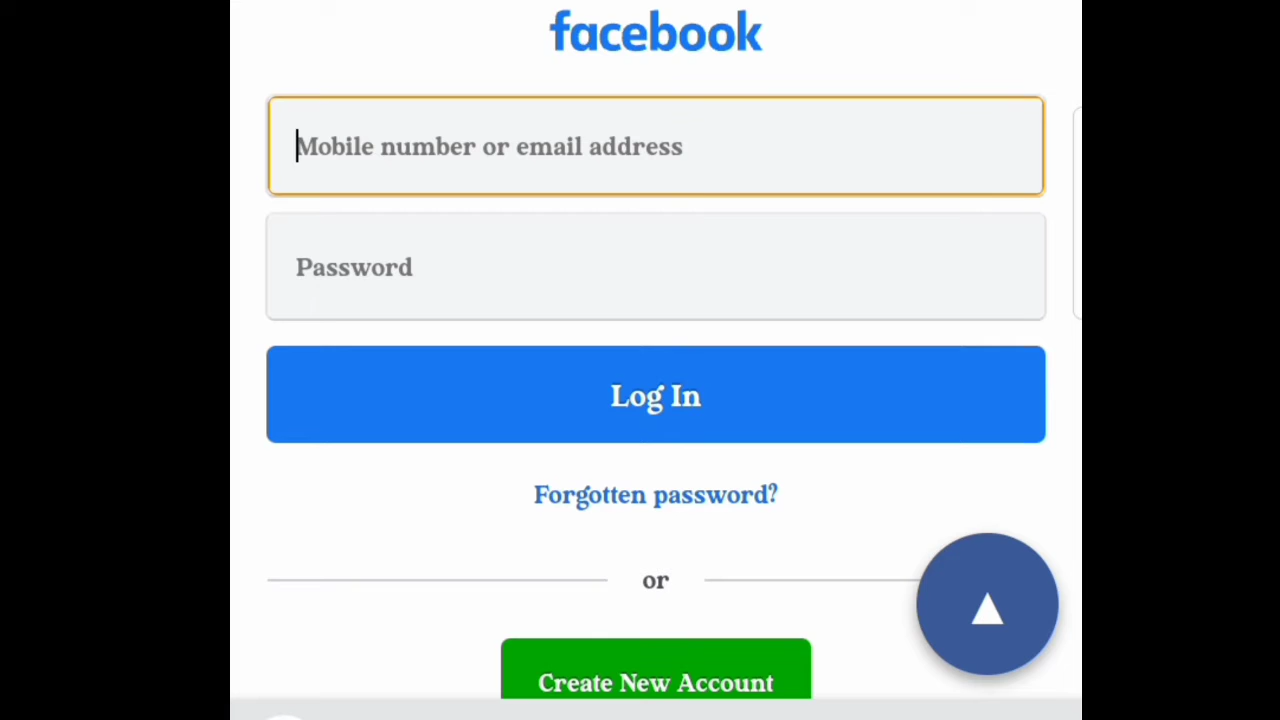 facebook
Mobile number or email address
Password
Log In
Forgotten password?
or
Create New Account